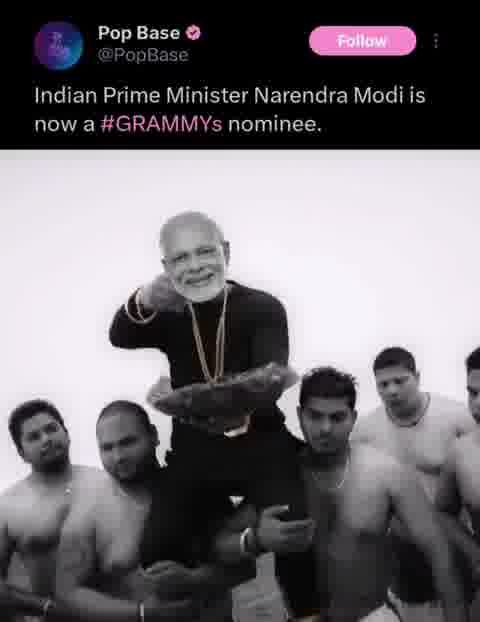 Pop Base
@PopBase
Follow
Indian Prime Minister Narendra Modi is
now a #GRAMMYs nominee.